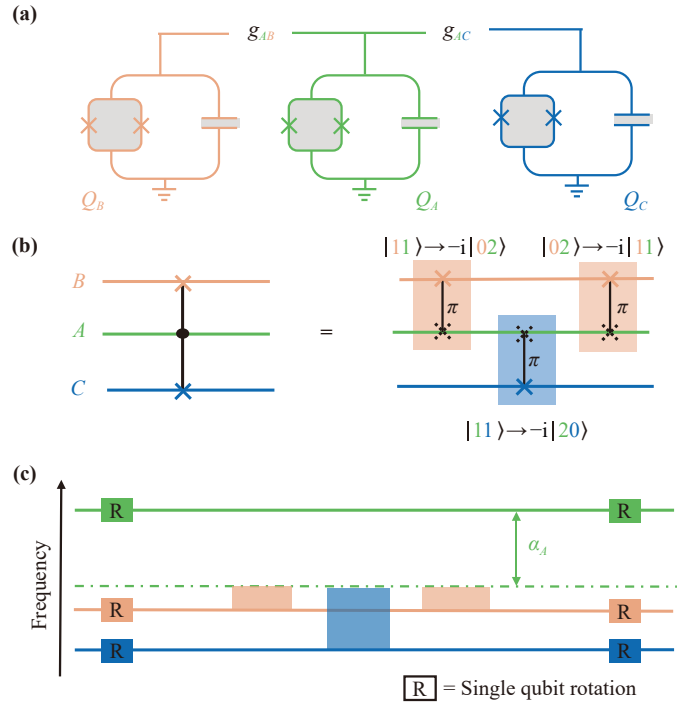 (a)
g_AB g_AC
Q_B Q_A Q_C
(b)
|11⟩→−i|02⟩ |02⟩→−i|11⟩
B
π π
A
=
π
C
|11⟩→−i|20⟩
(c)
R R
α_A
Frequency
R R
R R
R = Single qubit rotation